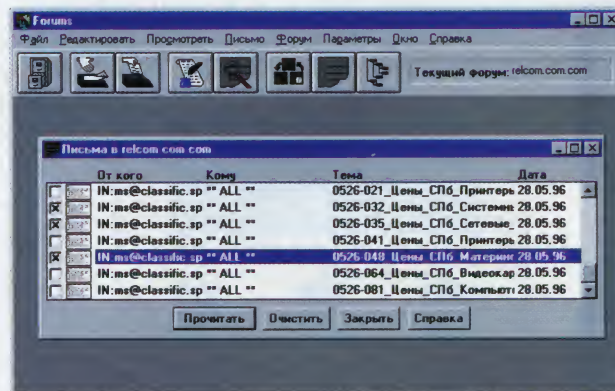 Forums
Файл Редактировать Просмотреть Письмо Форум Параметры Окно Справка
Текущий форум: relcom.com.com
Письма в relcom com com
От кого Кому Тема Дата
IN:ms@classific.sp ** ALL ** 0526-021_Цены_СПб_Принтеры 28.05.96
IN:ms@classific.sp ** ALL ** 0526-032_Цены_СПб_Системн 28.05.96
IN:ms@classific.sp ** ALL ** 0526-035_Цены_СПб_Сетевые_ 28.05.96
IN:ms@classific.sp ** ALL ** 0526-041_Цены_СПб_Принтеры 28.05.96
IN:ms@classific.sp ** ALL ** 0526-048_Цены_СПб_Материн 28.05.96
IN:ms@classific.sp ** ALL ** 0526-064_Цены_СПб_Видеокар 28.05.96
IN:ms@classific.sp ** ALL ** 0526-081_Цены_СПб_Компьют 28.05.96
Прочитать Очистить Закрыть Справка